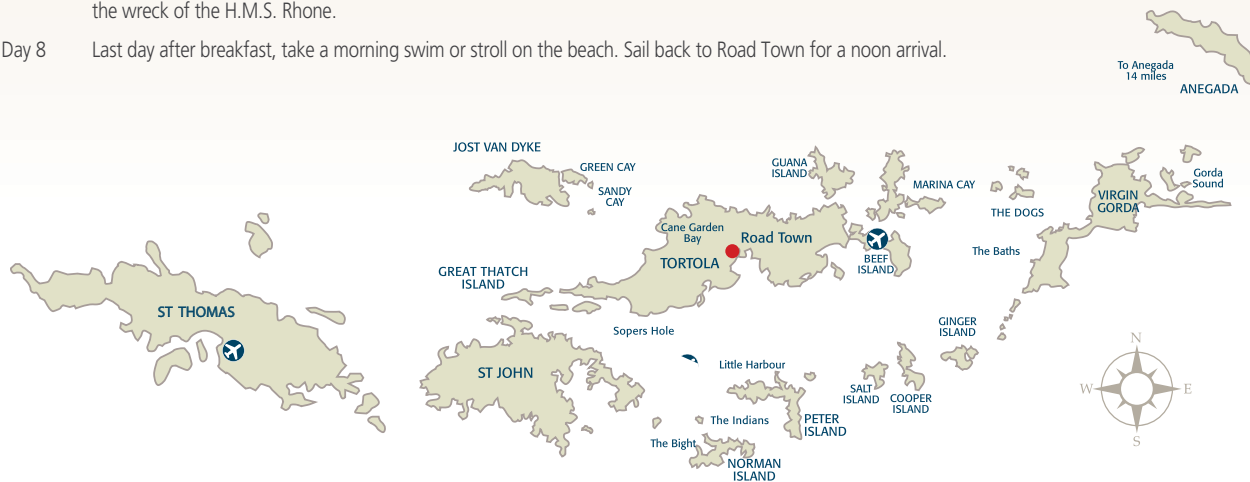 the wreck of the H.M.S. Rhone.
Day 8 Last day after breakfast, take a morning swim or stroll on the beach. Sail back to Road Town for a noon arrival.
To Anegada
14 miles
ANEGADA
JOST VAN DYKE
GREEN CAY
SANDY
CAY
GUANA
ISLAND
MARINA CAY
THE DOGS
VIRGIN
GORDA
Gorda
Sound
Cane Garden
Bay
Road Town
TORTOLA
BEEF
ISLAND
The Baths
GREAT THATCH
ISLAND
ST THOMAS
Sopers Hole
GINGER
ISLAND
ST JOHN
Little Harbour
SALT
ISLAND
COOPER
ISLAND
The Indians
PETER
ISLAND
The Bight
NORMAN
ISLAND
N
W
E
S